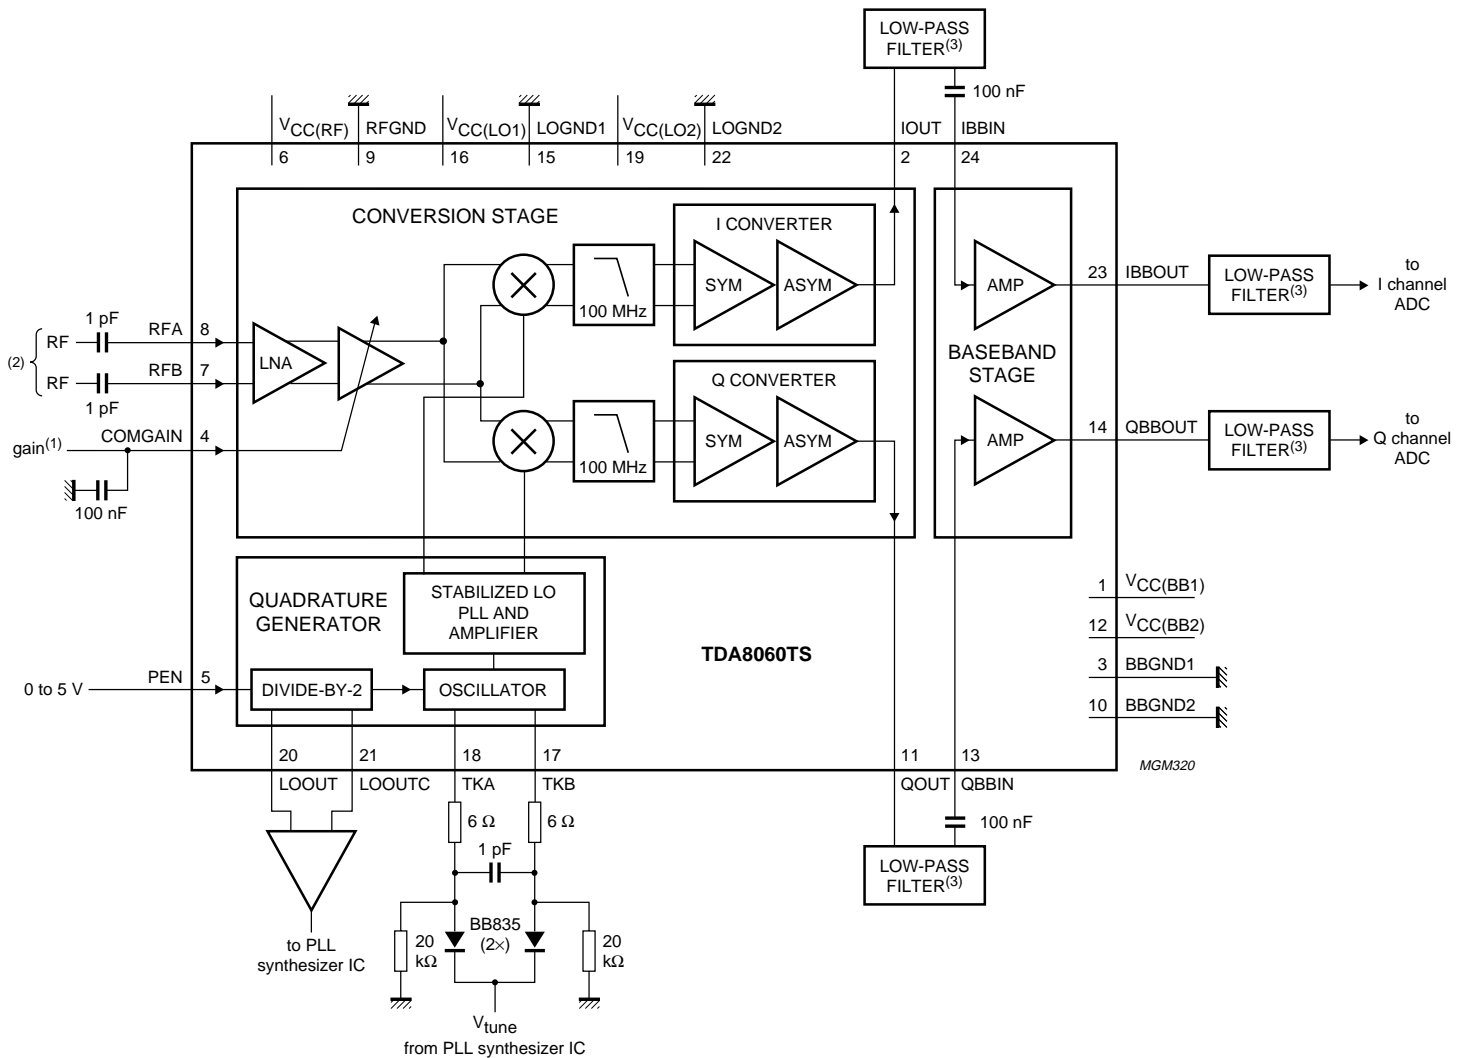 LOW-PASS
FILTER(3)
100 nF
VCC(RF)
RFGND
VCC(LO1)
LOGND1
VCC(LO2)
LOGND2
IOUT
IBBIN
6
9
16
15
19
22
2
24
CONVERSION STAGE
I CONVERTER
SYM
ASYM
100 MHz
AMP
23
IBBOUT
LOW-PASS
FILTER(3)
to
I channel
ADC
1 pF
RFA
8
(2)
RF
RF
RFB
7
1 pF
LNA
BASEBAND
STAGE
Q CONVERTER
COMGAIN
4
gain(1)
100 nF
SYM
ASYM
100 MHz
AMP
14
QBBOUT
LOW-PASS
FILTER(3)
to
Q channel
ADC
QUADRATURE
GENERATOR
STABILIZED LO
PLL AND
AMPLIFIER
TDA8060TS
1
VCC(BB1)
12
VCC(BB2)
3
BBGND1
10
BBGND2
0 to 5 V
PEN
5
DIVIDE-BY-2
OSCILLATOR
20
21
18
17
11
13
MGM320
LOOUT
LOOUTC
TKA
TKB
QOUT
QBBIN
6 Ω
6 Ω
100 nF
1 pF
LOW-PASS
FILTER(3)
BB835
(2×)
20
kΩ
20
kΩ
to PLL
synthesizer IC
Vtune
from PLL synthesizer IC